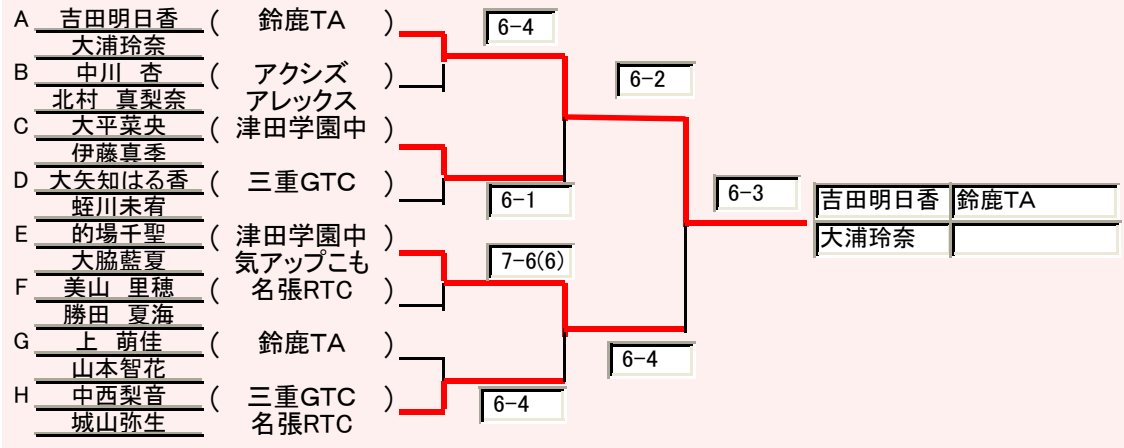 A 吉田明日香 ( 鈴鹿TA ) 6-4
大浦玲奈
B 中川 杏 ( アクシズ ) 6-2
北村 真梨奈 アレックス
C 大平菜央 ( 津田学園中 )
伊藤真季
D 大矢知はる香 ( 三重GTC ) 6-1 6-3 吉田明日香 鈴鹿TA
蛭川未宥
E 的場千聖 ( 津田学園中 ) 大浦玲奈
大脇藍夏 気アップこも 7-6(6)
F 美山 里穂 ( 名張RTC )
勝田 夏海
G 上 萌佳 ( 鈴鹿TA ) 6-4
山本智花
H 中西梨音 ( 三重GTC ) 6-4
城山弥生 名張RTC